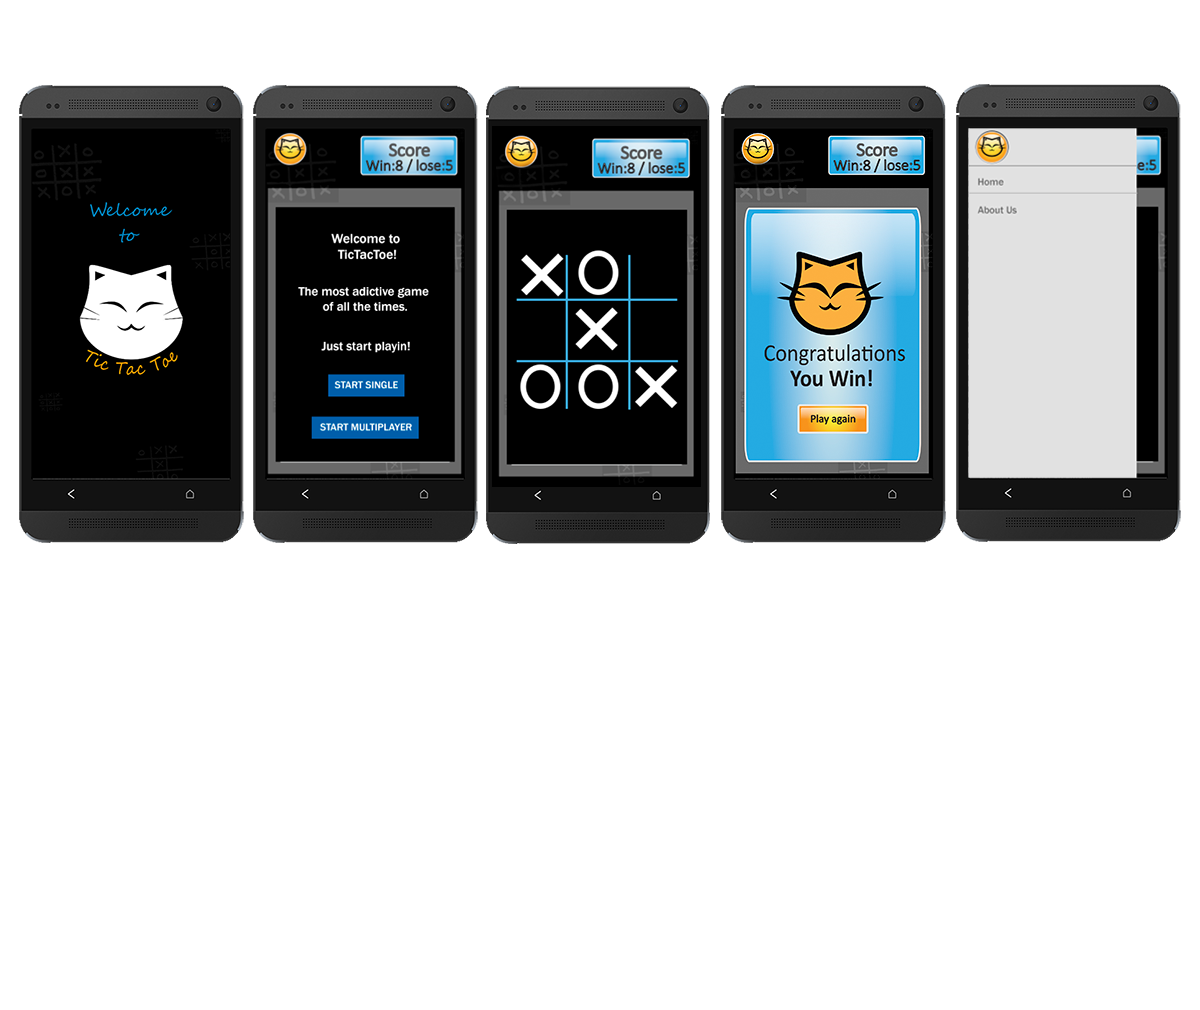 Welcome
to
Tic Tac Toe
Score
Win:8 / lose:5
Welcome to
TicTacToe!
The most adictive game
of all the times.
Just start playin!
START SINGLE
START MULTIPLAYER
Score
Win:8 / lose:5
X O
X
O O X
Score
Win:8 / lose:5
Congratulations
You Win!
Play again
Home
About Us
e:5